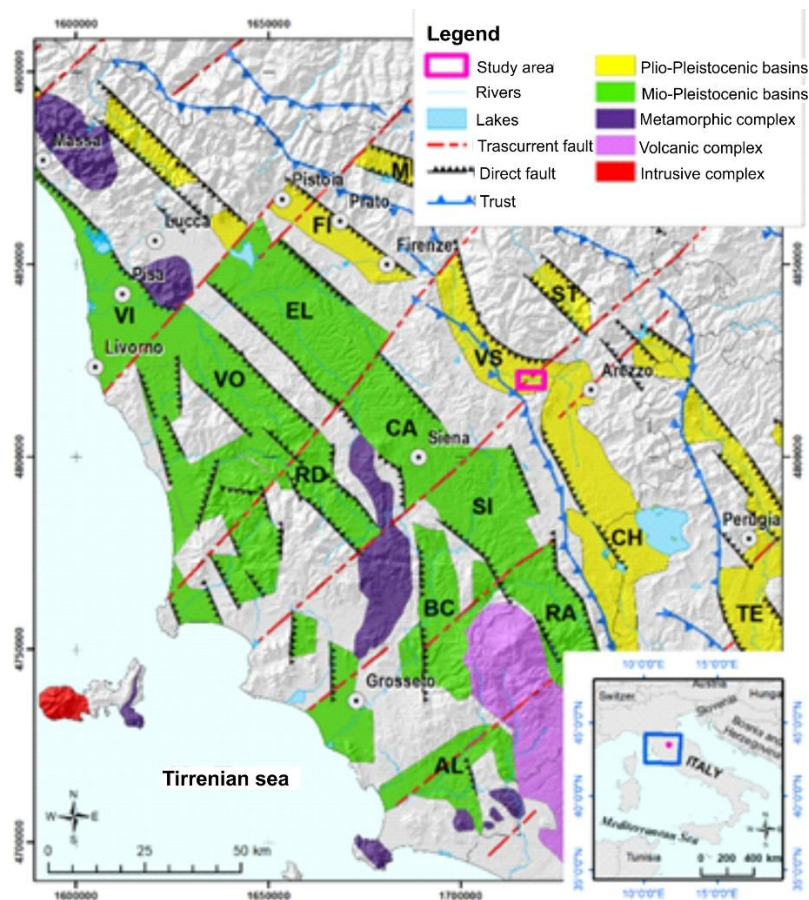 1600000
1650000
Legend
Study area
Rivers
Lakes
Trascurrent fault
Direct fault
Trust
Plio-Pleistocenic basins
Mio-Pleistocenic basins
Metamorphic complex
Volcanic complex
Intrusive complex
4900000
Massa
M
Pistoia
Prato
FI
Lucca
Firenze
4850000
4850000
Pisa
ST
VI
EL
VS
Livorno
Arezzo
VO
CA
Siena
4800000
4800000
RD
SI
Perugia
CH
BC
RA
TE
4750000
Grosseto
Tirrenian sea
AL
N
W
E
S
0
25
50 km
4700000
1600000
1650000
1700000
10°0'0"E
15°0'0"E
Austria
Switzer
Hunga
Slovenia
Bosnia and
Herzegovina
ITALY
Mediterranean Sea
Tunisia
0
200
400
km
10°0'0"E
15°0'0"E